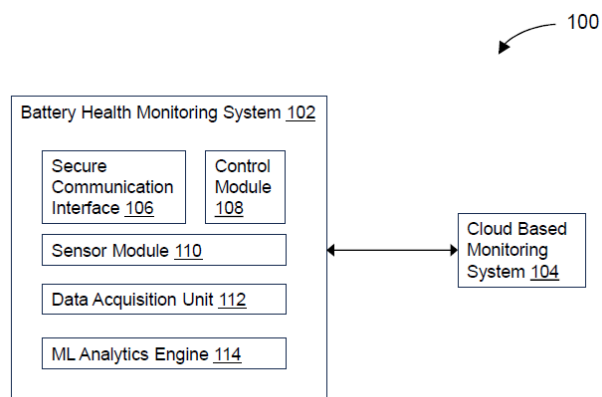 100
Battery Health Monitoring System 102
Secure
Communication
Interface 106
Control
Module
108
Sensor Module 110
Data Acquisition Unit 112
ML Analytics Engine 114
Cloud Based
Monitoring
System 104